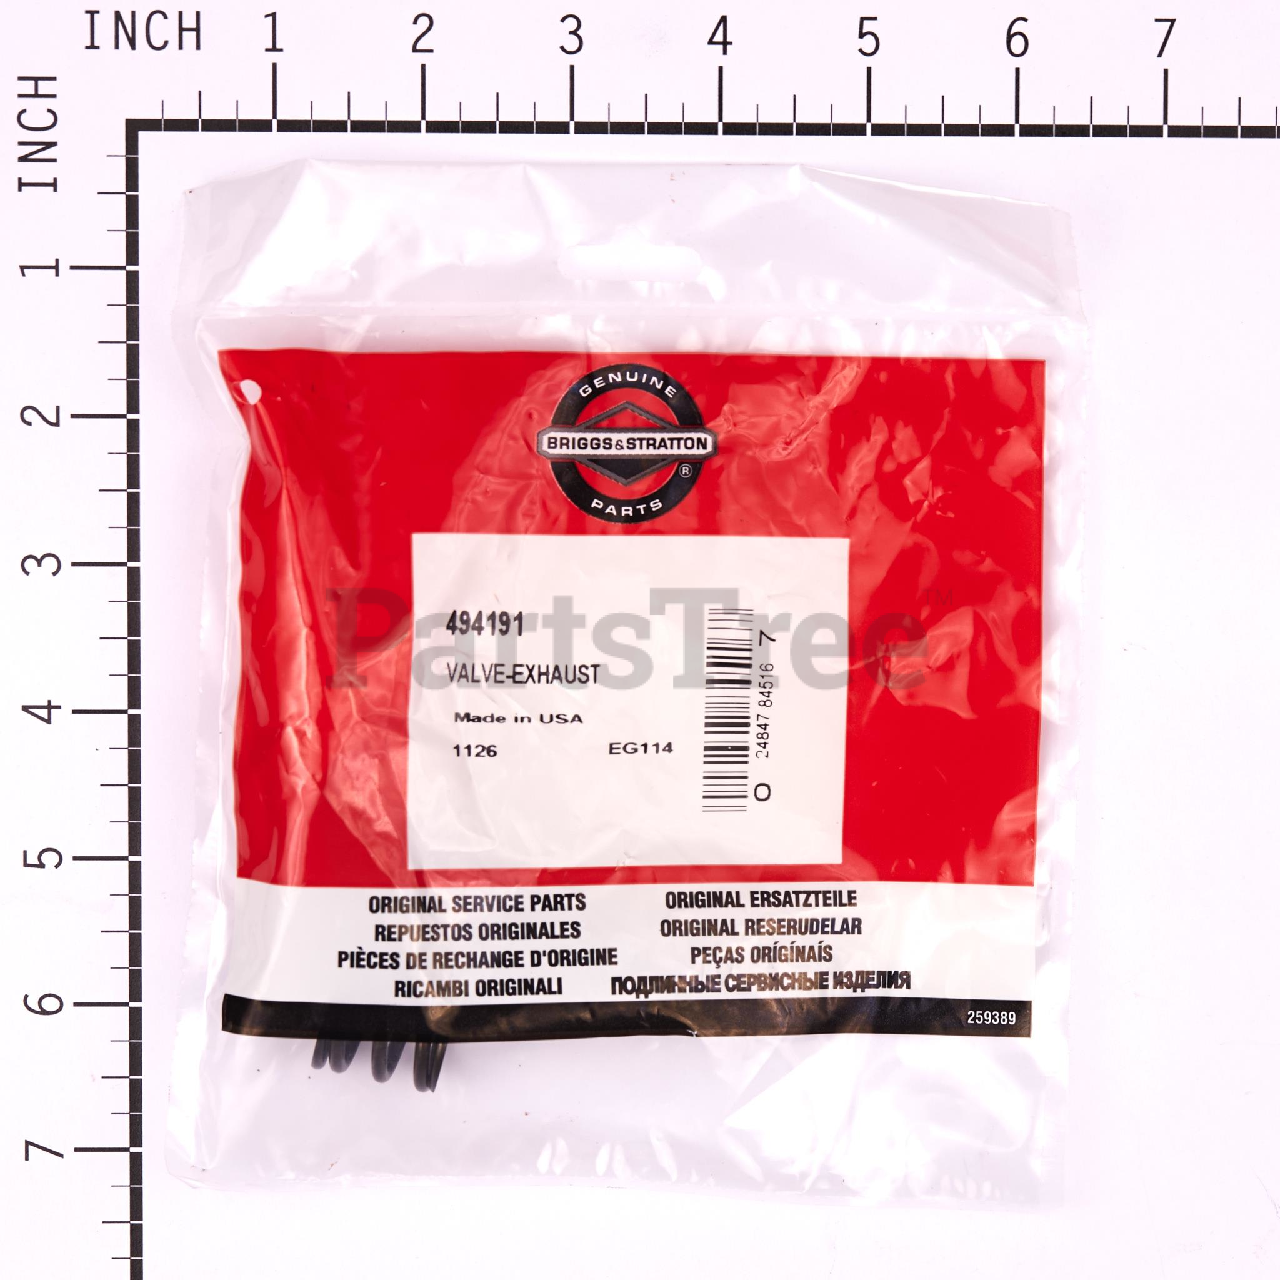 INCH 1 2 3 4 5 6 7
INCH
1
2
3
4
5
6
7
GENUINE
BRIGGS&STRATTON
®
PARTS
PartsTree™
494191
VALVE-EXHAUST
Made in USA
1126 EG114
0 24847 84516 7
ORIGINAL SERVICE PARTS
REPUESTOS ORIGINALES
PIÈCES DE RECHANGE D'ORIGINE
RICAMBI ORIGINALI
ORIGINAL ERSATZTEILE
ORIGINAL RESERUDELAR
PEÇAS ORÍGÍNAÍS
ПОДЛИННЫЕ СЕРВИСНЫЕ ИЗДЕЛИЯ
259389